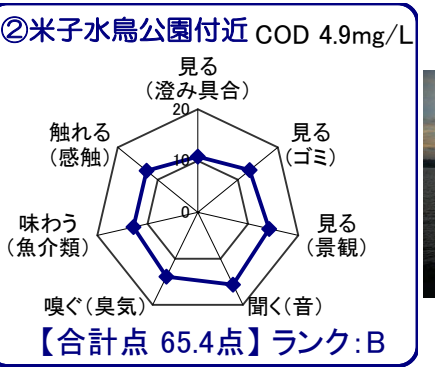 ②米子水鳥公園付近 COD 4.9mg/L
見る
(澄み具合)
20
触れる
(感触)
見る
(ゴミ)
10
味わう
(魚介類)
0
見る
(景観)
嗅ぐ(臭気)
聞く(音)
【合計点 65.4点】ランク:B